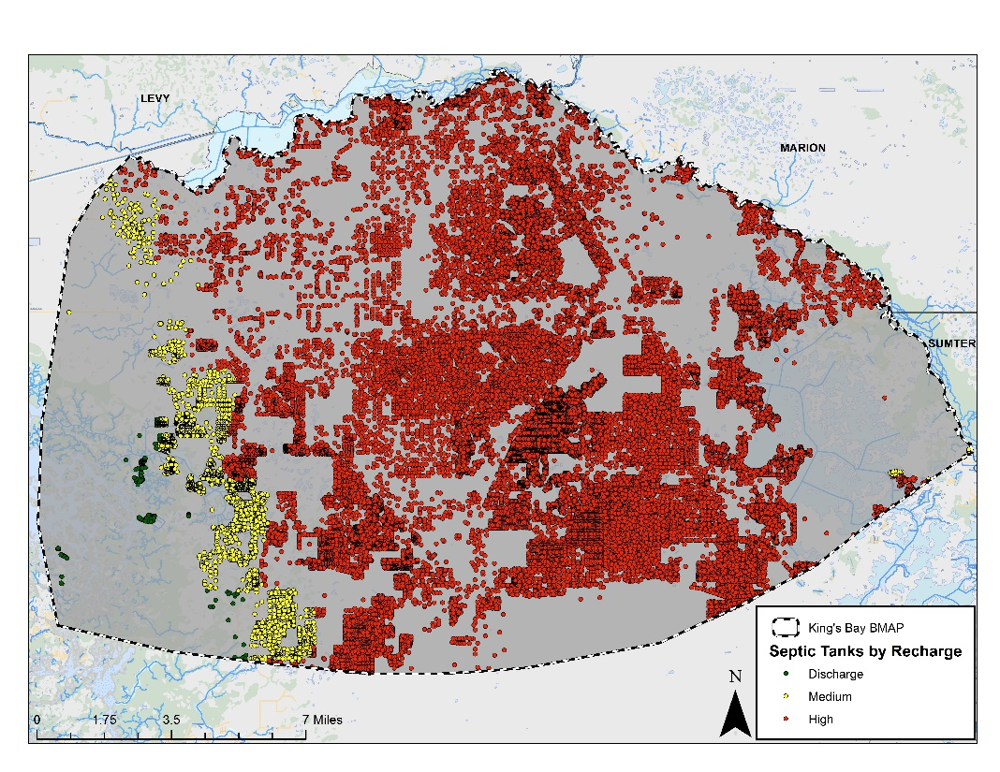 LEVY
MARION
SUMTER
King's Bay BMAP
Septic Tanks by Recharge
Discharge
Medium
High
N
0 1.75 3.5 7 Miles